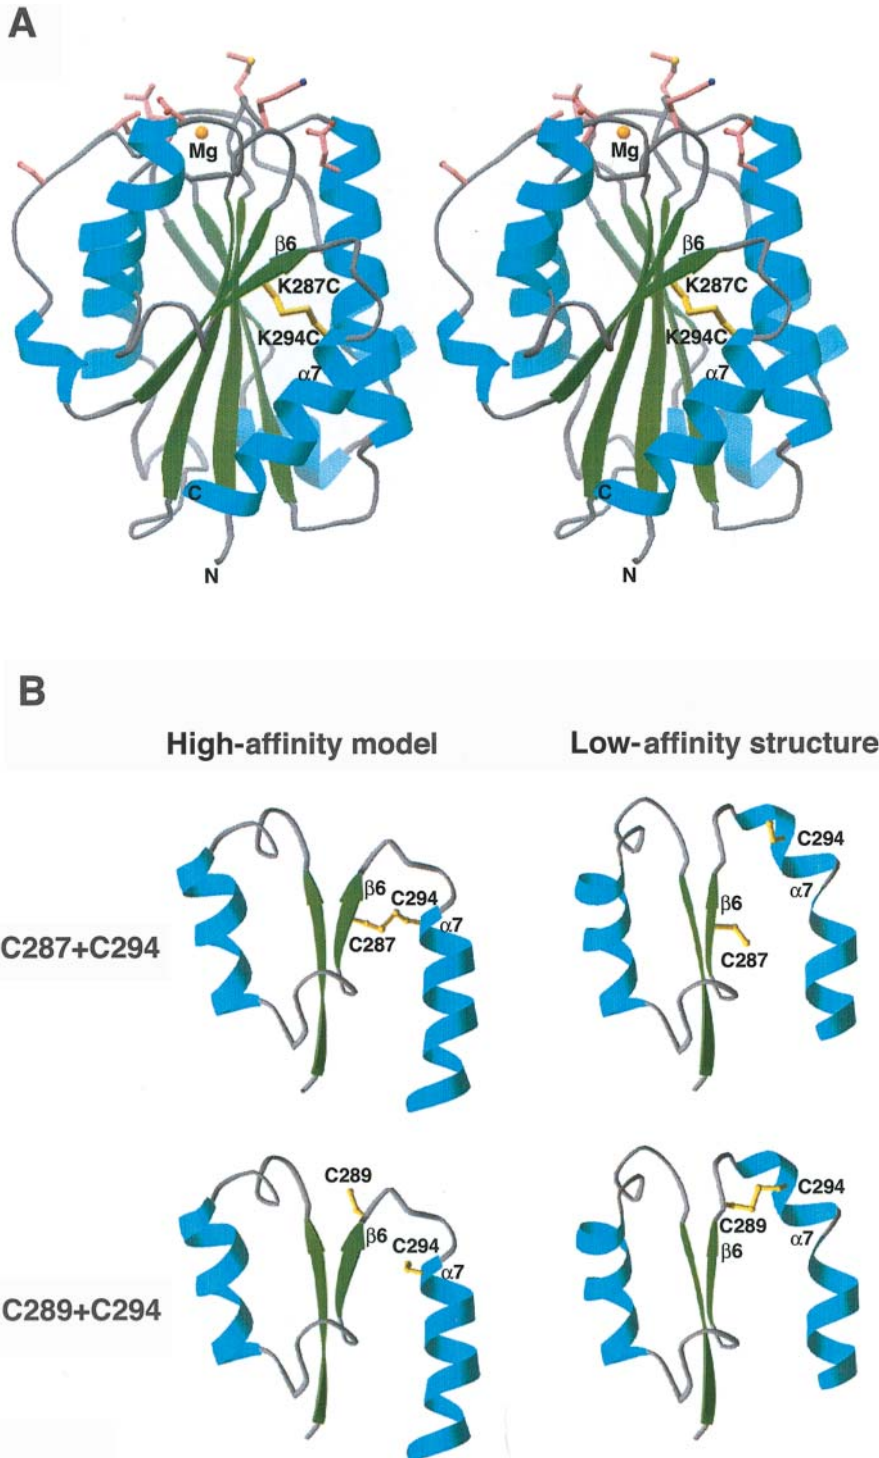 A
Mg Mg
β6 β6
K287C K287C
K294C K294C
α7 α7
C C
N N
B
High-affinity model Low-affinity structure
C287+C294
β6 C294
α7
C287
C294
α7
β6
C287
C289+C294
C289
β6 C294
α7
C294
C289
α7
β6